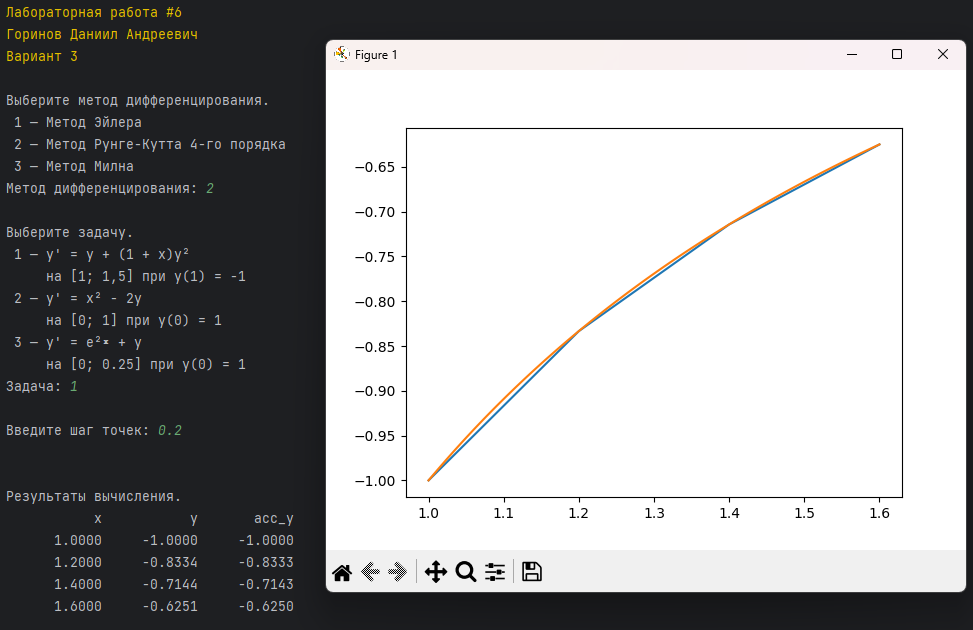 Лабораторная работа #6
Горинов Даниил Андреевич
Вариант 3
Выберите метод дифференцирования.
1 — Метод Эйлера
2 — Метод Рунге-Кутта 4-го порядка
3 — Метод Милна
Метод дифференцирования: 2
Выберите задачу.
1 — y' = y + (1 + x)y²
на [1; 1,5] при y(1) = -1
2 — y' = x² - 2y
на [0; 1] при y(0) = 1
3 — y' = e²ˣ + y
на [0; 0.25] при y(0) = 1
Задача: 1
Введите шаг точек: 0.2
Результаты вычисления.
x y acc_y
1.0000 -1.0000 -1.0000
1.2000 -0.8334 -0.8333
1.4000 -0.7144 -0.7143
1.6000 -0.6251 -0.6250
Figure 1
−0.65
−0.70
−0.75
−0.80
−0.85
−0.90
−0.95
−1.00
1.0 1.1 1.2 1.3 1.4 1.5 1.6